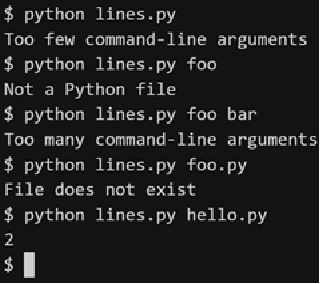 $ python lines.py
Too few command-line arguments
$ python lines.py foo
Not a Python file
$ python lines.py foo bar
Too many command-line arguments
$ python lines.py foo.py
File does not exist
$ python lines.py hello.py
2
$